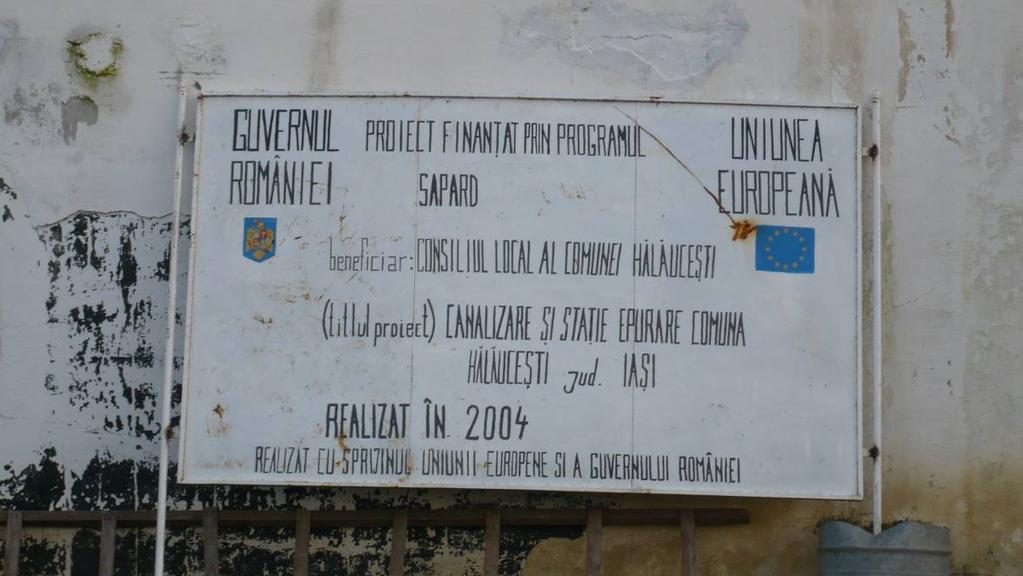 GUVERNUL ROMÂNIEI
PROIECT FINANȚAT PRIN PROGRAMUL
SAPARD
UNIUNEA EUROPEANĂ
beneficiar: CONSILIUL LOCAL AL COMUNEI HĂLĂUCEȘTI
(titlul proiect) CANALIZARE ȘI STAȚIE EPURARE COMUNA
HĂLĂUCEȘTI jud. IAȘI
REALIZAT ÎN 2004
REALIZAT CU SPRIJINUL UNIUNII EUROPENE SI A GUVERNULUI ROMÂNIEI